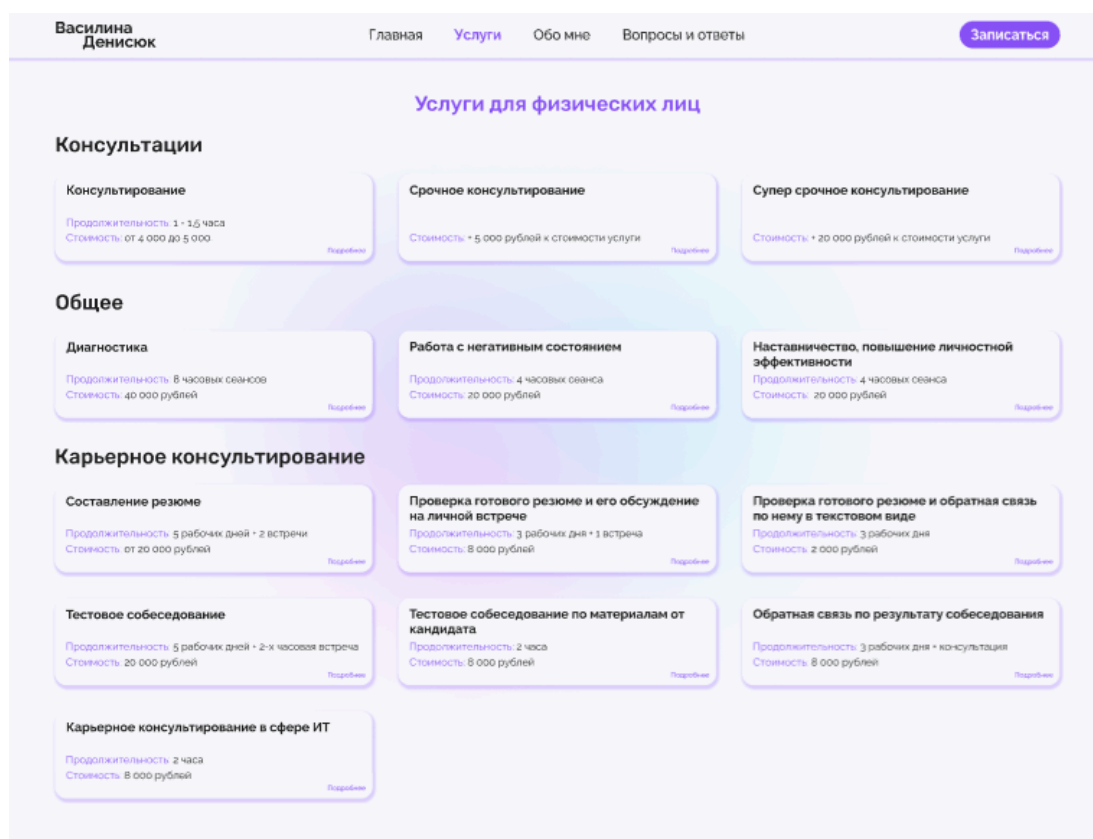 Василина
Денисюк
Главная
Услуги
Обо мне
Вопросы и ответы
Записаться
Услуги для физических лиц
Консультации
Консультирование
Продолжительность: 1 - 1,5 часа
Стоимость: от 4 000 до 5 000
Подробнее
Срочное консультирование
Стоимость: + 5 000 рублей к стоимости услуги
Подробнее
Супер срочное консультирование
Стоимость: + 20 000 рублей к стоимости услуги
Подробнее
Общее
Диагностика
Продолжительность: 8 часовых сеансов
Стоимость: 40 000 рублей
Подробнее
Работа с негативным состоянием
Продолжительность: 4 часовых сеанса
Стоимость: 20 000 рублей
Подробнее
Наставничество, повышение личностной
эффективности
Продолжительность: 4 часовых сеанса
Стоимость: 20 000 рублей
Подробнее
Карьерное консультирование
Составление резюме
Продолжительность: 5 рабочих дней + 2 встречи
Стоимость: от 20 000 рублей
Подробнее
Проверка готового резюме и его обсуждение
на личной встрече
Продолжительность: 3 рабочих дня + 1 встреча
Стоимость: 8 000 рублей
Подробнее
Проверка готового резюме и обратная связь
по нему в текстовом виде
Продолжительность: 3 рабочих дня
Стоимость: 2 000 рублей
Подробнее
Тестовое собеседование
Продолжительность: 5 рабочих дней + 2-х часовая встреча
Стоимость: 20 000 рублей
Подробнее
Тестовое собеседование по материалам от
кандидата
Продолжительность: 2 часа
Стоимость: 8 000 рублей
Подробнее
Обратная связь по результату собеседования
Продолжительность: 3 рабочих дня + консультация
Стоимость: 8 000 рублей
Подробнее
Карьерное консультирование в сфере ИТ
Продолжительность: 2 часа
Стоимость: 8 000 рублей
Подробнее